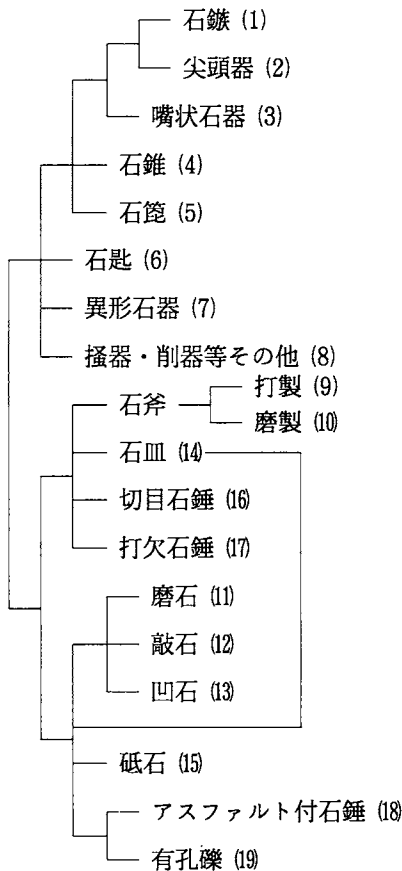 石鏃 (1)
尖頭器 (2)
嘴状石器 (3)
石錐 (4)
石箆 (5)
石匙 (6)
異形石器 (7)
掻器・削器等その他 (8)
石斧
打製 (9)
磨製 (10)
石皿 (14)
切目石錘 (16)
打欠石錘 (17)
磨石 (11)
敲石 (12)
凹石 (13)
砥石 (15)
アスファルト付石錘 (18)
有孔礫 (19)